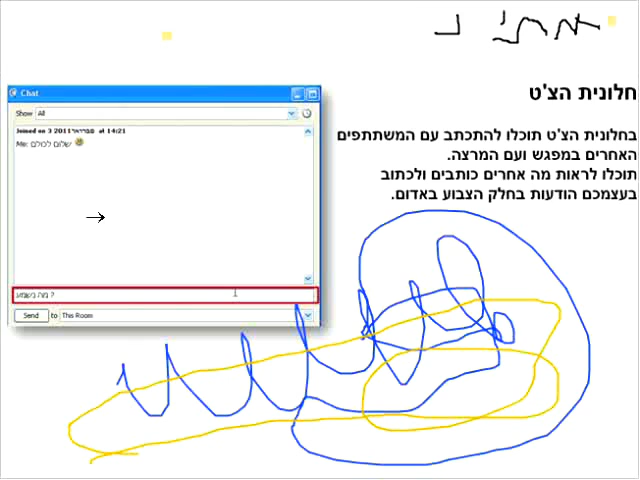 חלונית הצ'ט
בחלונית הצ'ט תוכלו להתכתב עם המשתתפים
האחרים במפגש ועם המרצה.
תוכלו לראות מה אחרים כותבים ולכתוב
בעצמכם הודעות בחלק הצבוע באדום.
Chat
Show All
Joined on 3 2011 פברואר at 14:21
Me: שלום לכולם
מה נשמע ?
Send to This Room